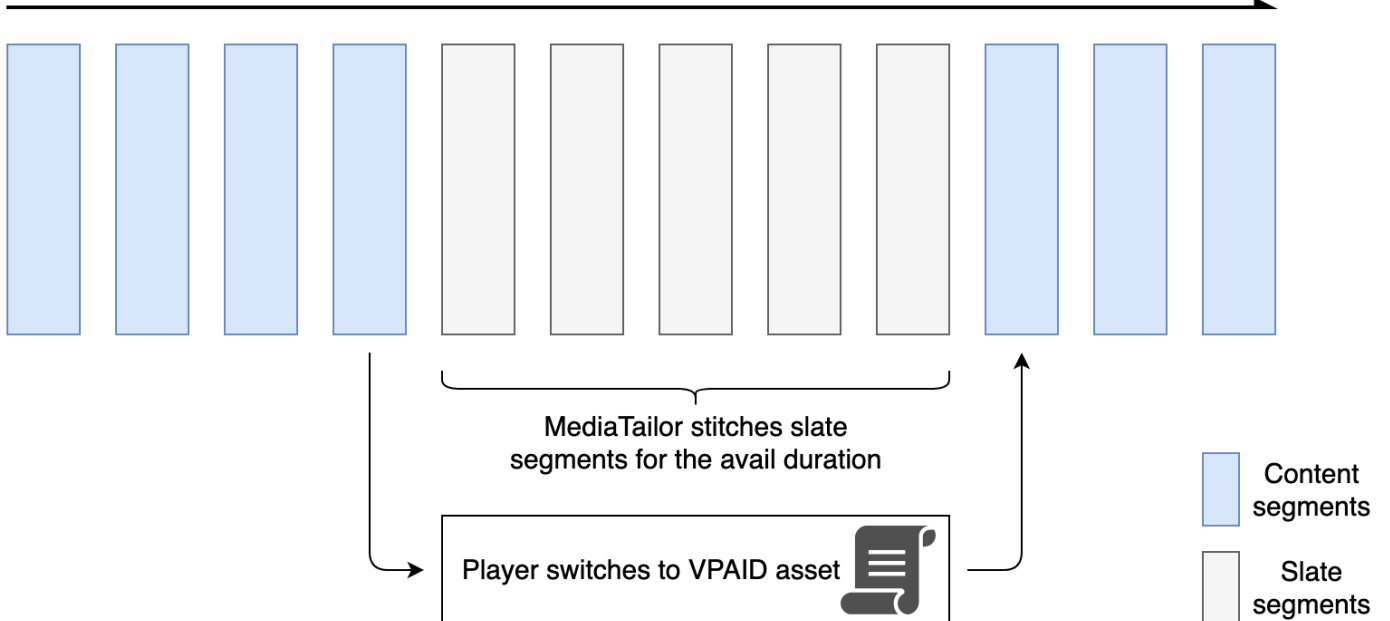 MediaTailor stitches slate
segments for the avail duration
Player switches to VPAID asset
Content
segments
Slate
segments